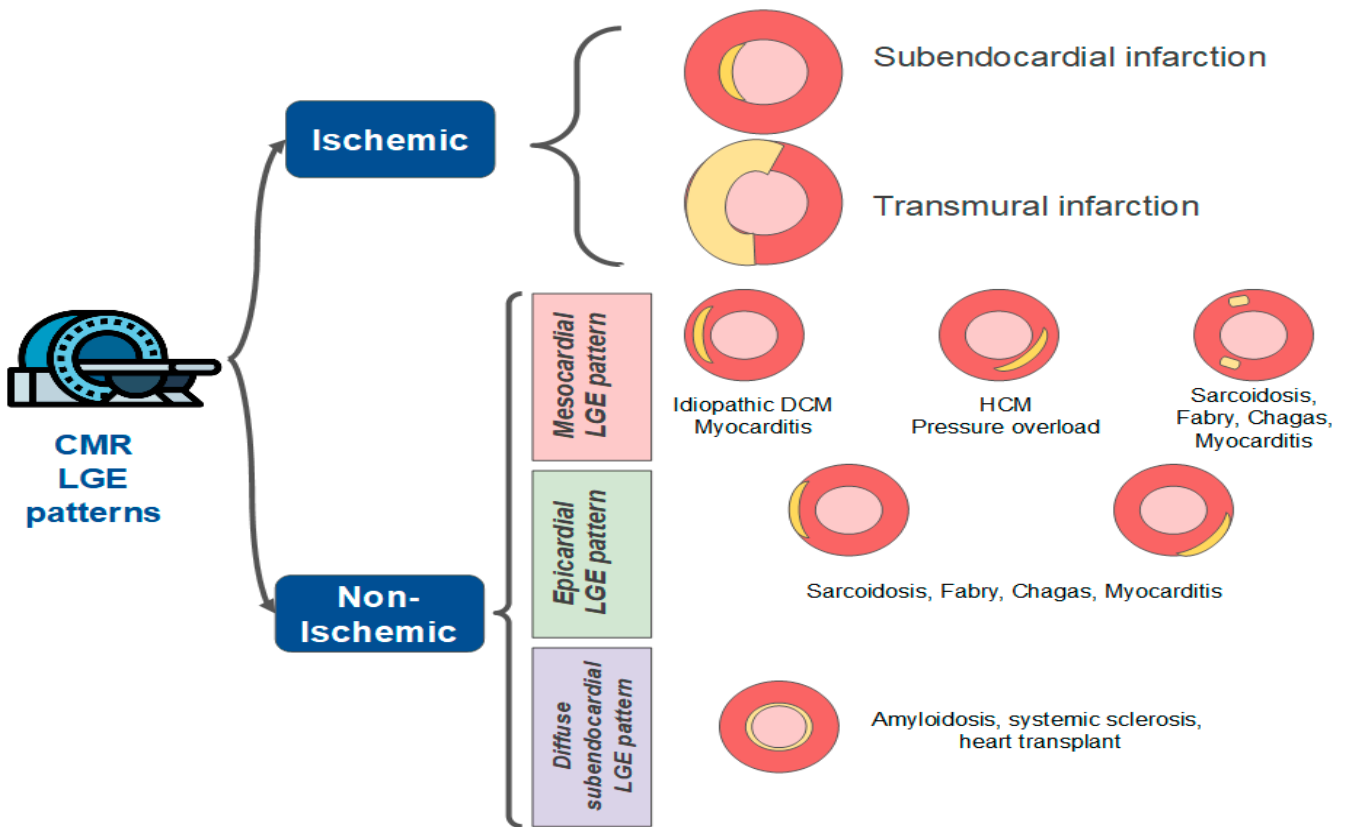 Subendocardial infarction
Ischemic
Transmural infarction
CMR
LGE
patterns
Mesocardial
LGE pattern
Idiopathic DCM
Myocarditis
HCM
Pressure overload
Sarcoidosis,
Fabry, Chagas,
Myocarditis
Non-
Ischemic
Epicardial
LGE pattern
Sarcoidosis, Fabry, Chagas, Myocarditis
Diffuse
subendocardial
LGE pattern
Amyloidosis, systemic sclerosis,
heart transplant